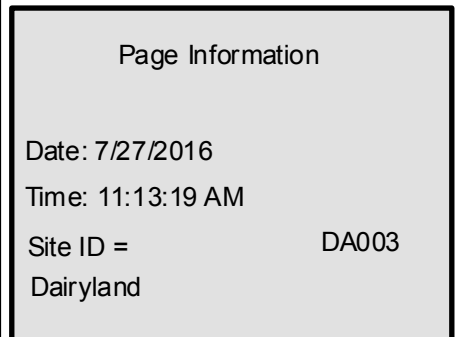 Page Information
Date: 7/27/2016
Time: 11:13:19 AM
Site ID = DA003
Dairyland